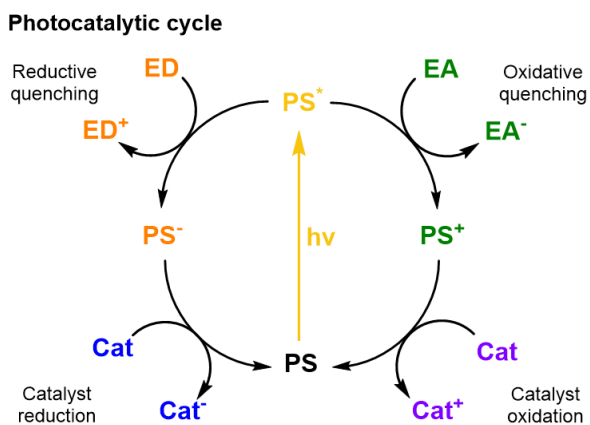 Photocatalytic cycle
Reductive
quenching
ED
ED⁺
PS*
EA
EA⁻
Oxidative
quenching
PS⁻
hν
PS⁺
Cat
Cat⁻
Catalyst
reduction
PS
Cat
Cat⁺
Catalyst
oxidation